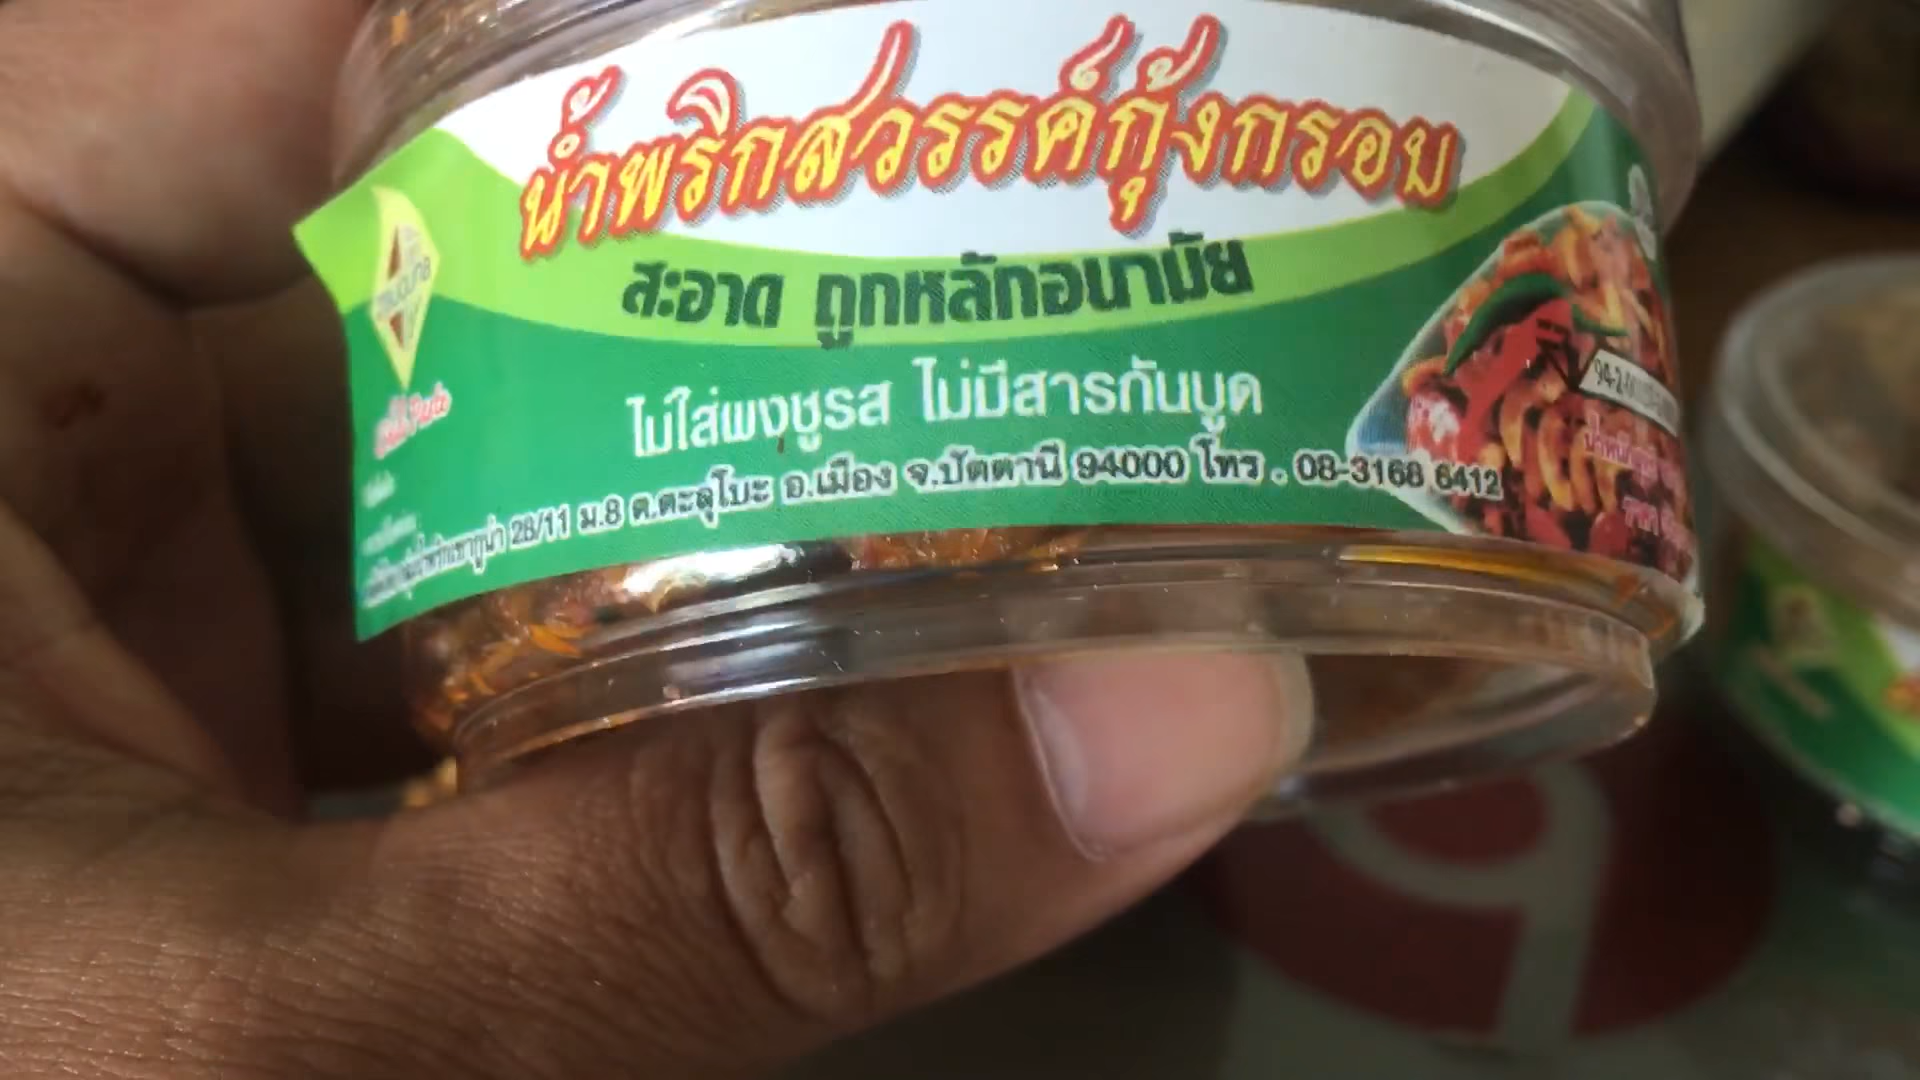 น้ำพริกสวรรค์กุ้งกรอบ
สะอาด ถูกหลักอนามัย
ไม่ใส่ผงชูรส ไม่มีสารกันบูด
28/11 ม.8 ต.ตะลุโบะ อ.เมือง จ.ปัตตานี 94000 โทร . 08-3168 6412